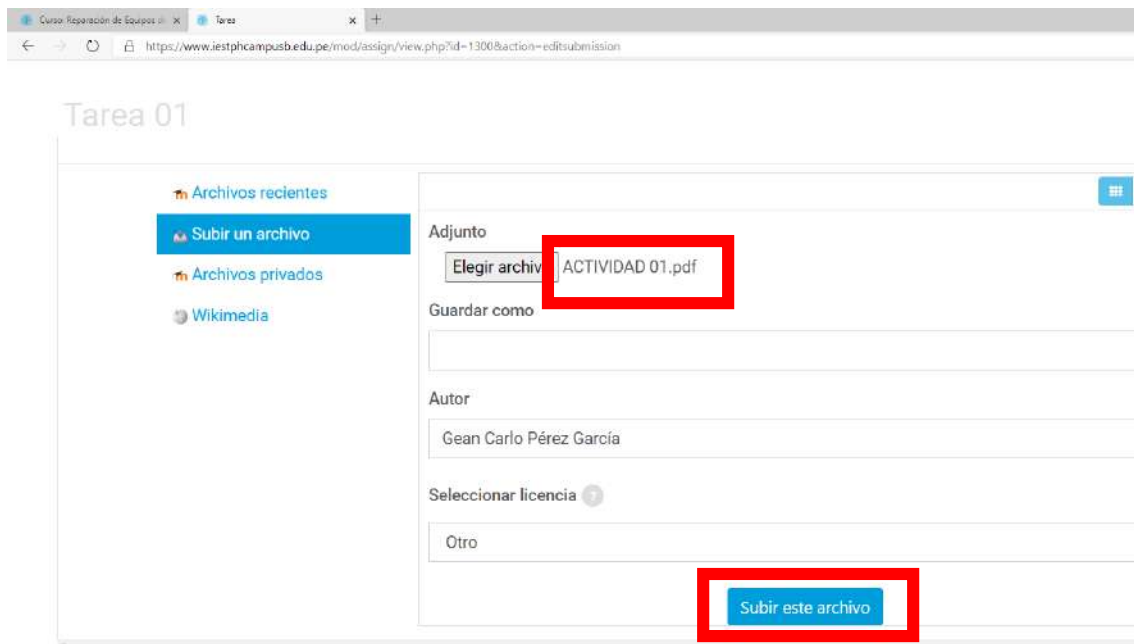 Curso: Reparación de Equipos d
Tarea
https://www.iestphcampusb.edu.pe/mod/assign/view.php?id=1300&action=editsubmission
Tarea 01
Archivos recientes
Subir un archivo
Archivos privados
Wikimedia
Adjunto
Elegir archiv ACTIVIDAD 01.pdf
Guardar como
Autor
Gean Carlo Pérez García
Seleccionar licencia ?
Otro
Subir este archivo